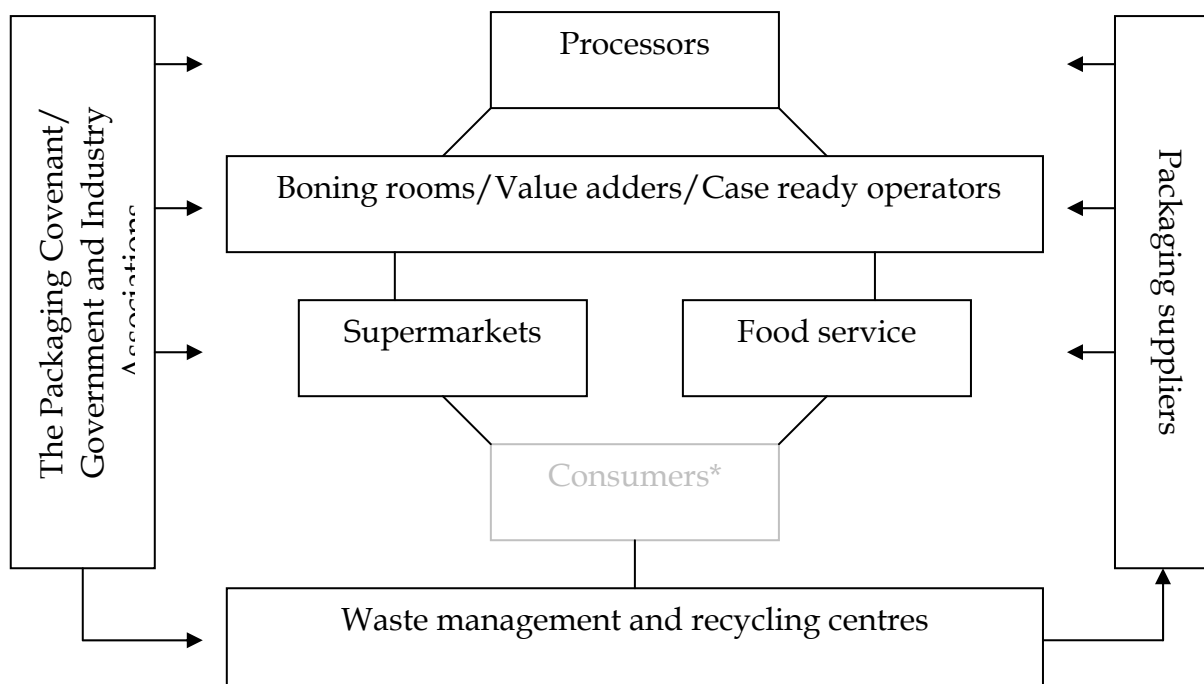 The Packaging Covenant/
Government and Industry
Associations
Processors
Boning rooms/Value adders/Case ready operators
Supermarkets
Food service
Consumers*
Waste management and recycling centres
Packaging suppliers